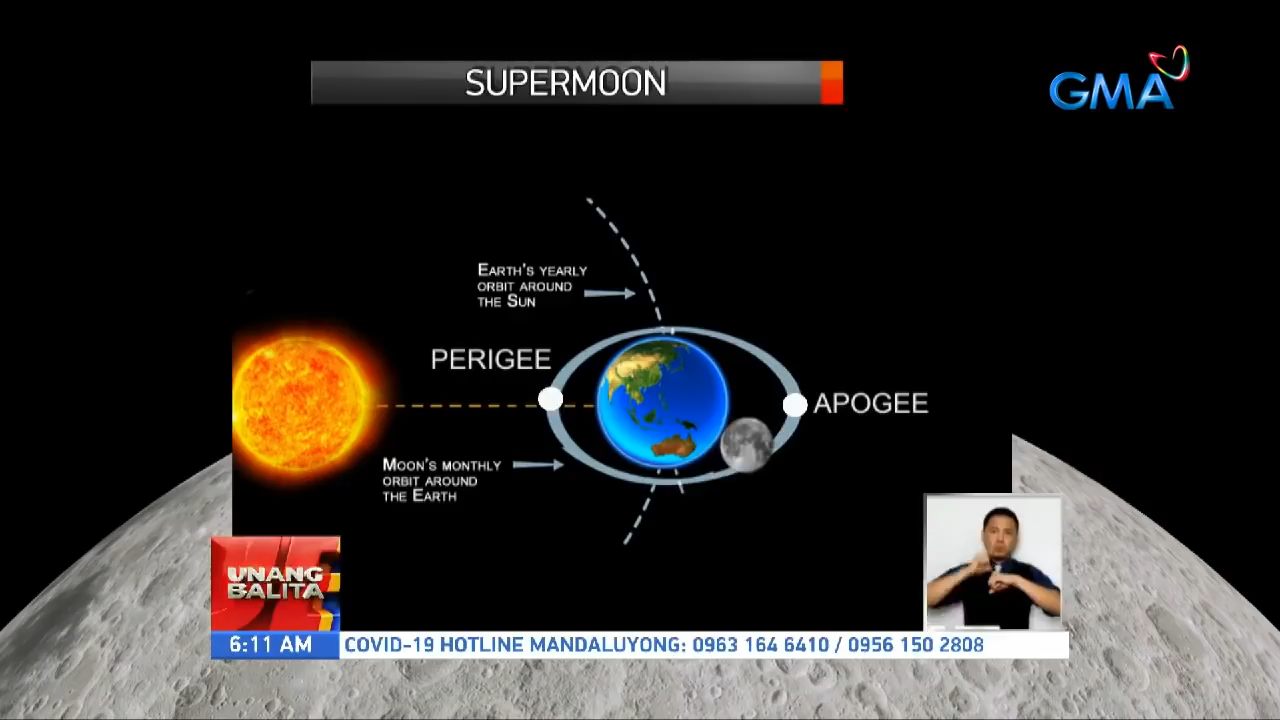 SUPERMOON
GMA
EARTH'S YEARLY
ORBIT AROUND
THE SUN
PERIGEE
APOGEE
MOON'S MONTHLY
ORBIT AROUND
THE EARTH
UNANG
BALITA
6:11 AM
COVID-19 HOTLINE MANDALUYONG: 0963 164 6410 / 0956 150 2808